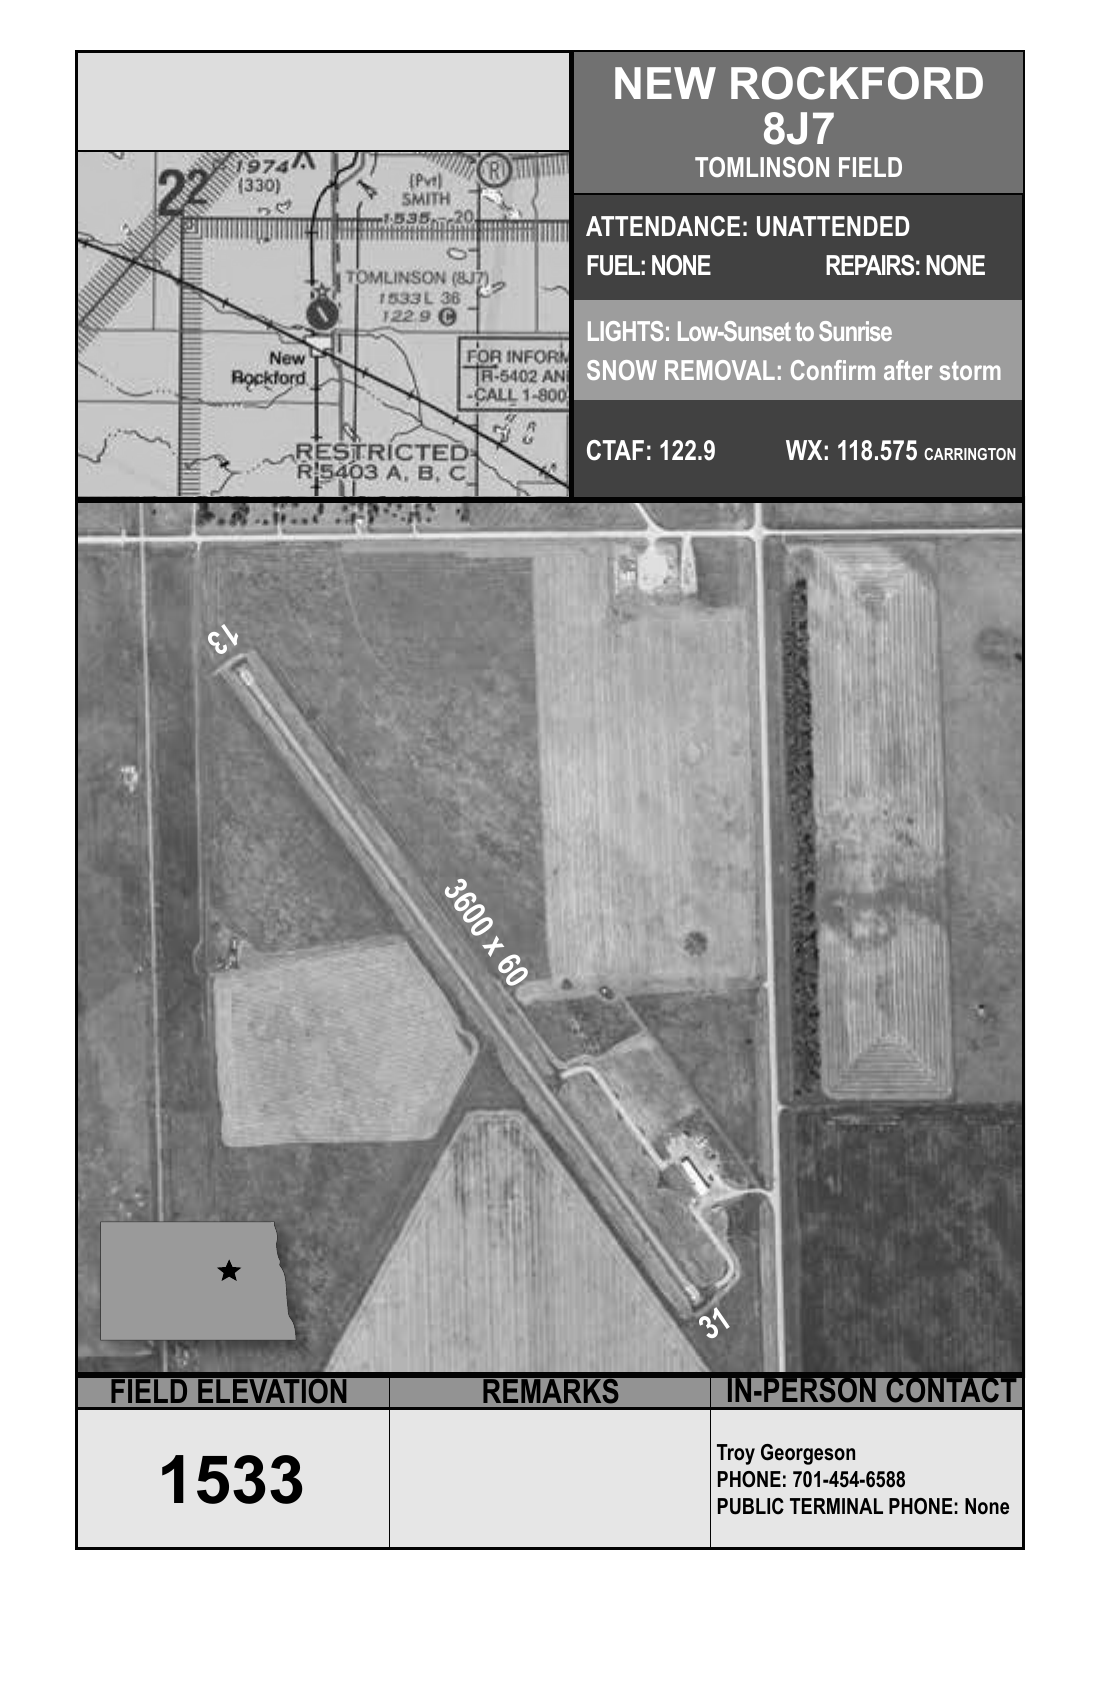 NEW ROCKFORD
8J7
TOMLINSON FIELD
ATTENDANCE: UNATTENDED
FUEL: NONE REPAIRS: NONE
LIGHTS: Low-Sunset to Sunrise
SNOW REMOVAL: Confirm after storm
CTAF: 122.9 WX: 118.575 CARRINGTON
22
1974
(330)
R
(Pvt)
SMITH
1535 - 20
TOMLINSON (8J7)
1533 L 36
122.9 C
New
Rockford
FOR INFORM
R-5402 AN
-CALL 1-800
RESTRICTED
R-5403 A, B, C
13
3600 x 60
31
FIELD ELEVATION
1533
REMARKS
IN-PERSON CONTACT
Troy Georgeson
PHONE: 701-454-6588
PUBLIC TERMINAL PHONE: None